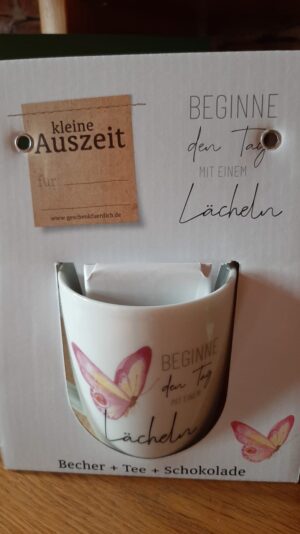 kleine
Auszeit
für
www.geschenkfuerdich.de
BEGINNE
den Tag
MIT EINEM
Lächeln
BEGINNE
den Tag
MIT EINEM
Lächeln
Becher + Tee + Schokolade